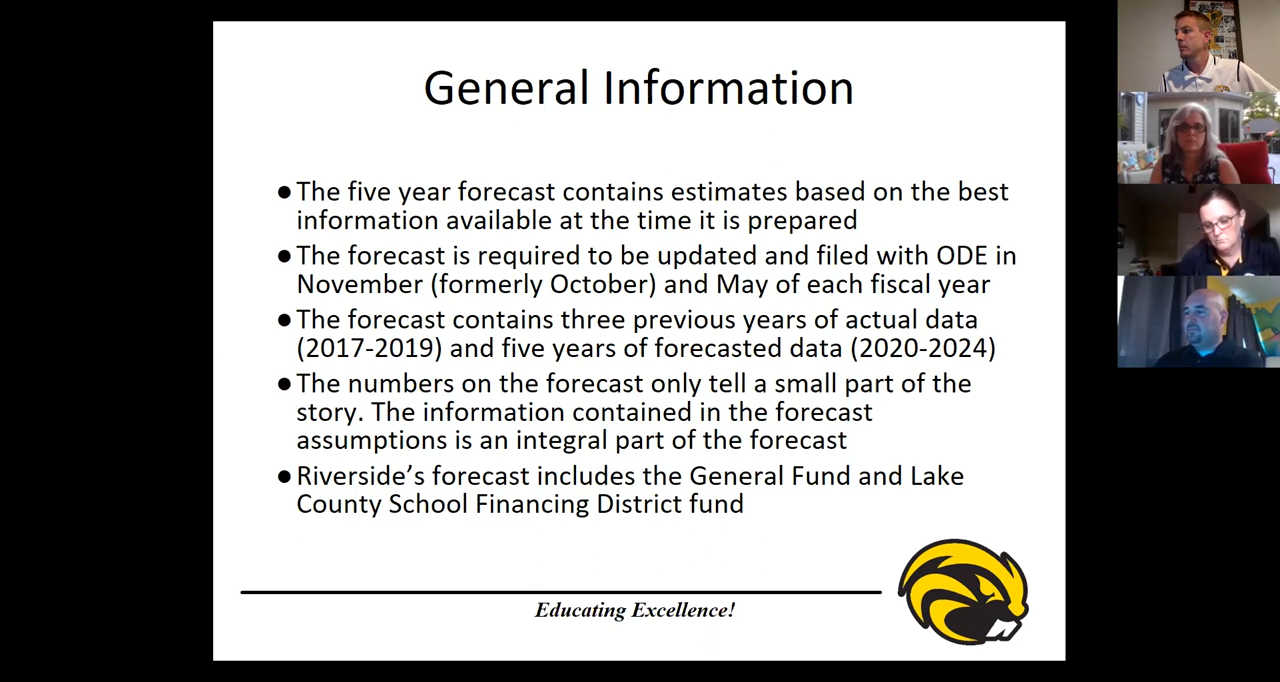 General Information
●The five year forecast contains estimates based on the best
information available at the time it is prepared
●The forecast is required to be updated and filed with ODE in
November (formerly October) and May of each fiscal year
●The forecast contains three previous years of actual data
(2017-2019) and five years of forecasted data (2020-2024)
●The numbers on the forecast only tell a small part of the
story. The information contained in the forecast
assumptions is an integral part of the forecast
●Riverside’s forecast includes the General Fund and Lake
County School Financing District fund
Educating Excellence!